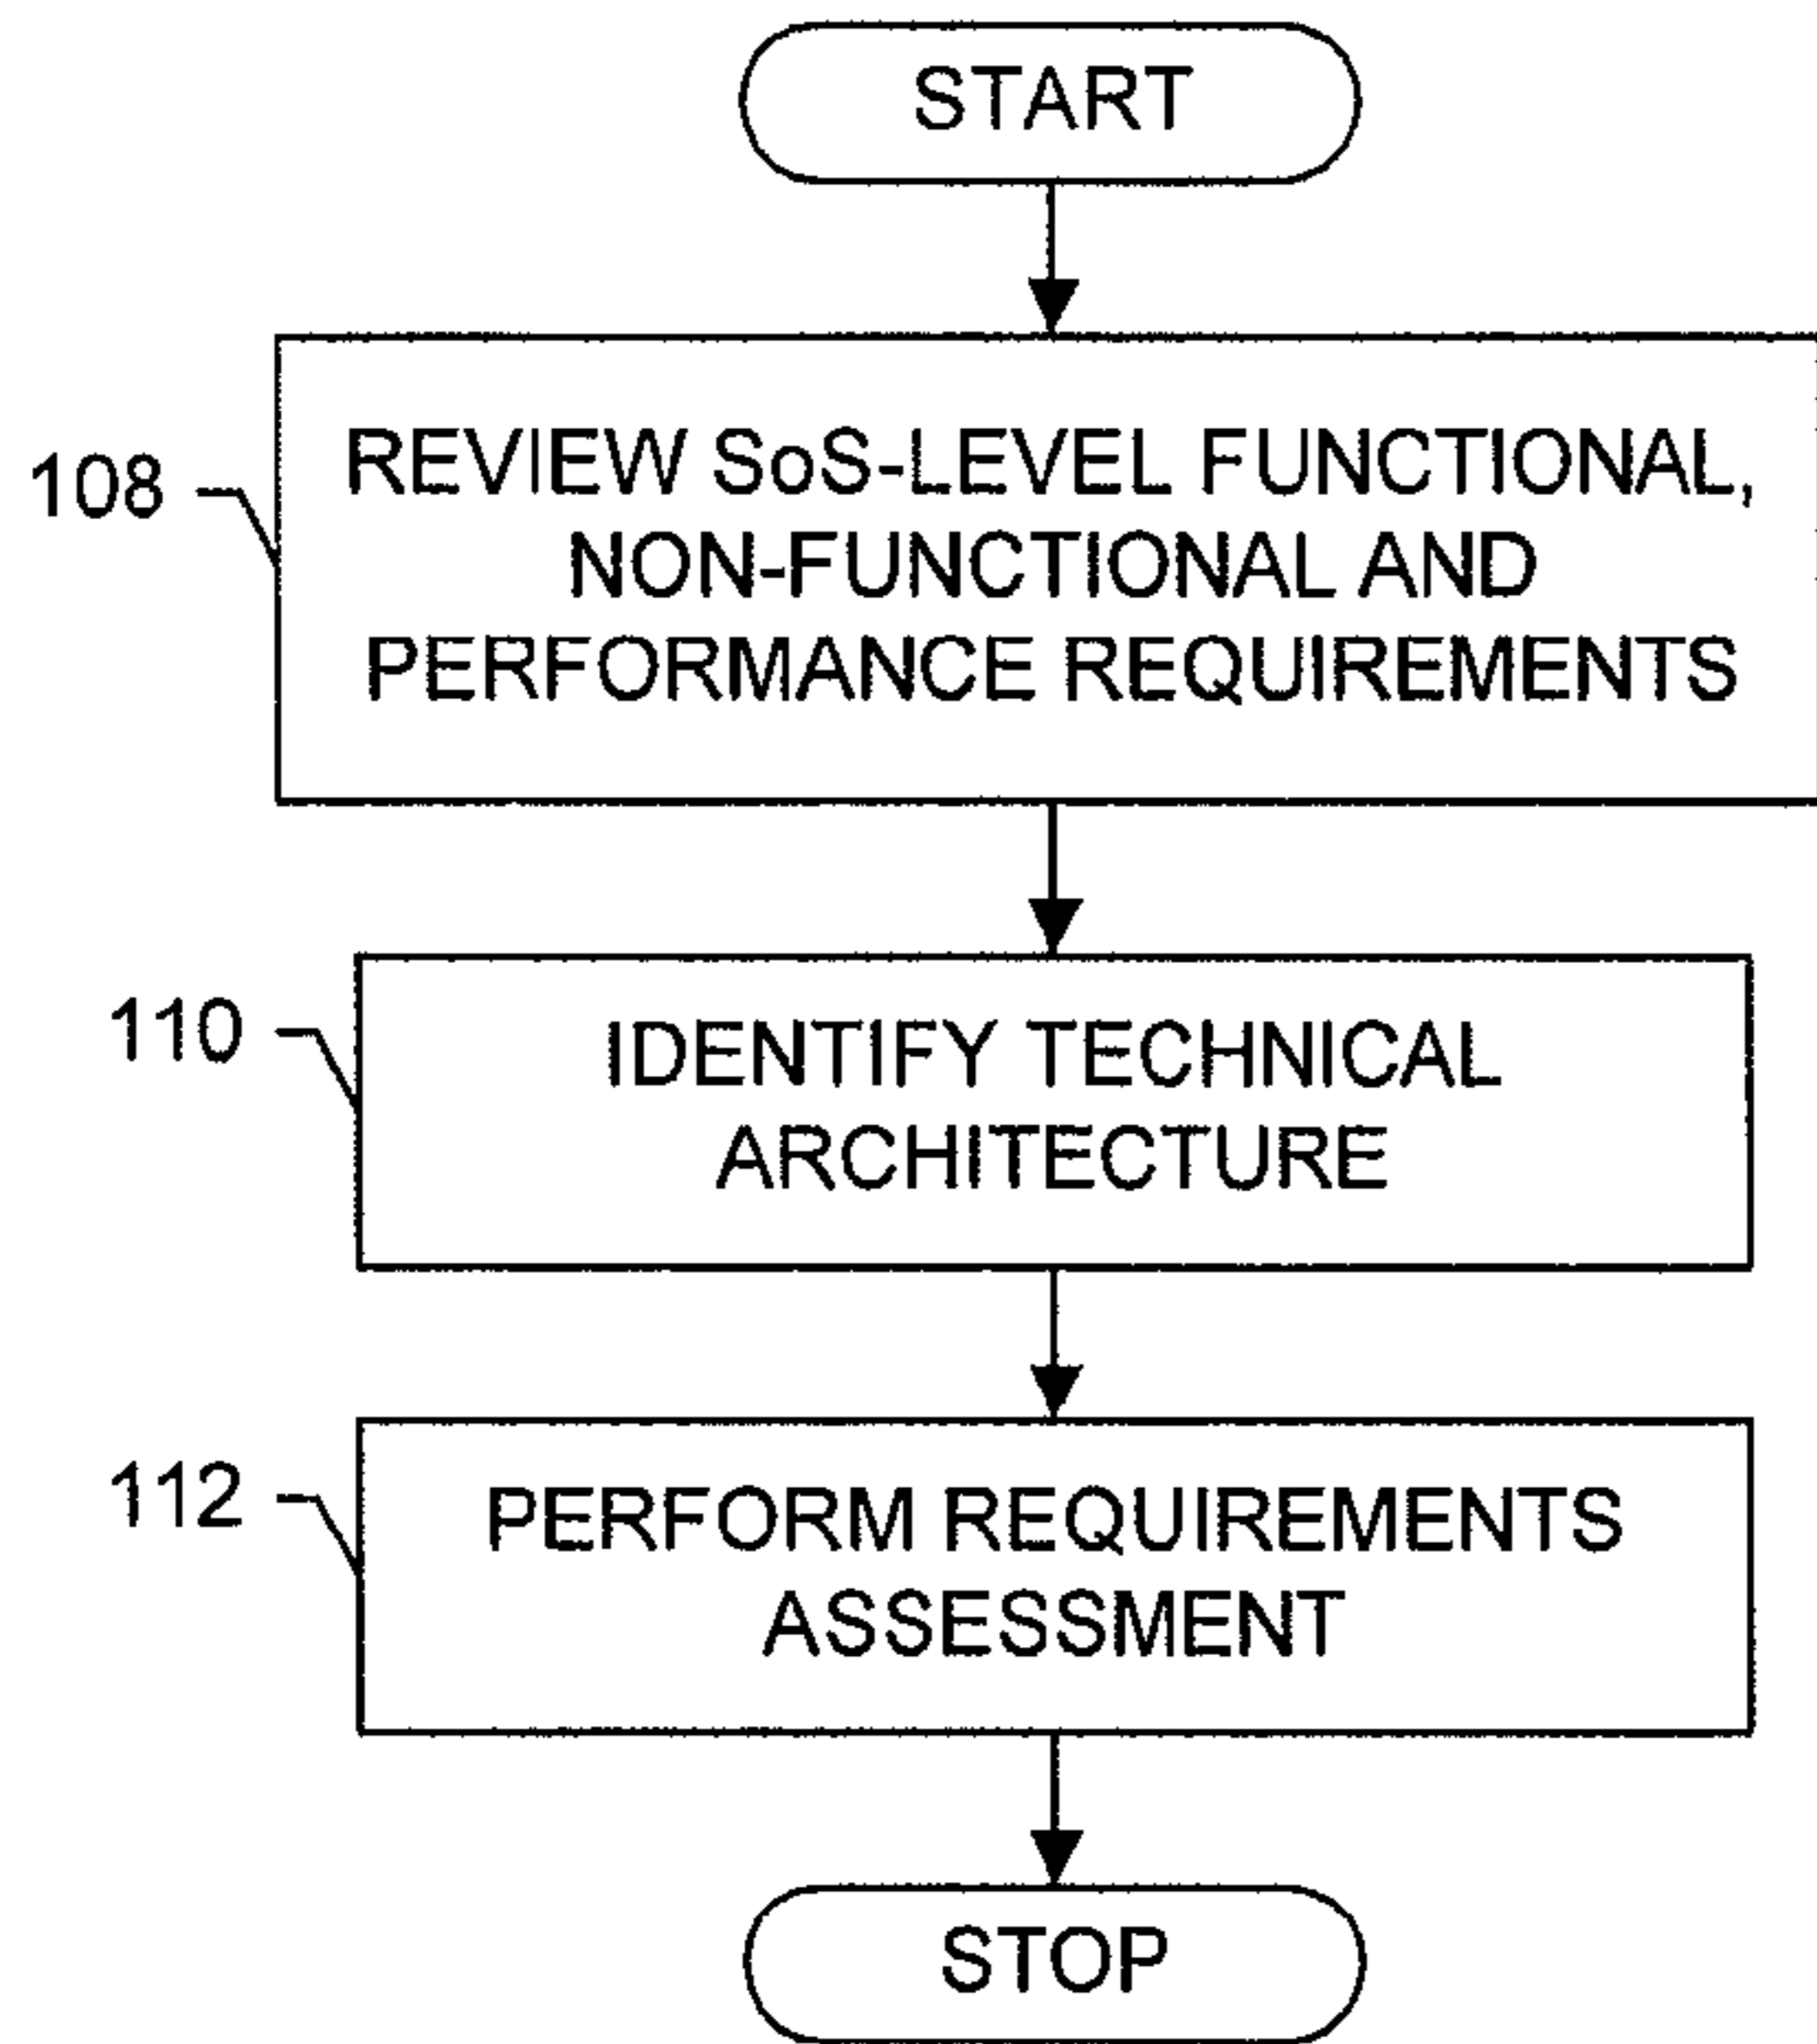 START
108
REVIEW SoS-LEVEL FUNCTIONAL,
NON-FUNCTIONAL AND
PERFORMANCE REQUIREMENTS
110
IDENTIFY TECHNICAL
ARCHITECTURE
112
PERFORM REQUIREMENTS
ASSESSMENT
STOP